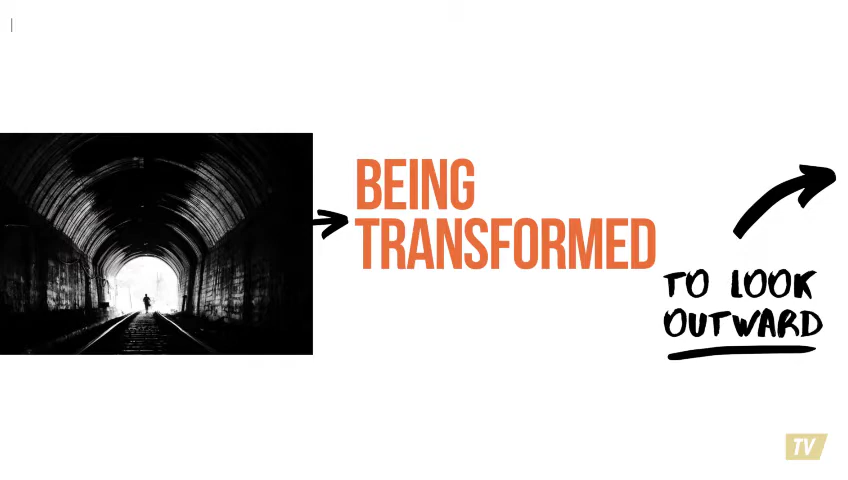 BEING
TRANSFORMED
TO LOOK
OUTWARD
TV